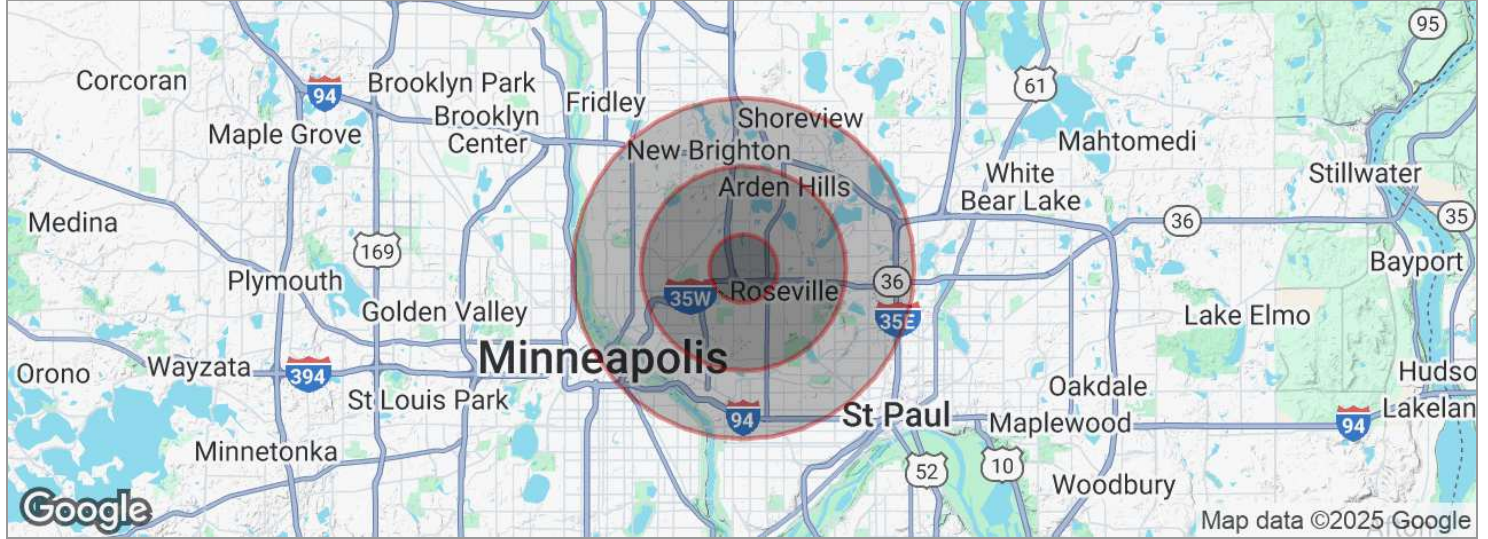 95
Corcoran
Brooklyn Park
94
Fridley
61
Brooklyn
Center
Shoreview
Maple Grove
Mahtomedi
New Brighton
Arden Hills
White
Bear Lake
Stillwater
Medina
36
35
169
Plymouth
36
Bayport
35W
Roseville
35E
Golden Valley
Lake Elmo
Minneapolis
Wayzata
Orono
394
Hudso
Oakdale
St Louis Park
94
St Paul
Maplewood
94
Lakelan
Minnetonka
52
10
Woodbury
Google
Map data ©2025 Google
Afton